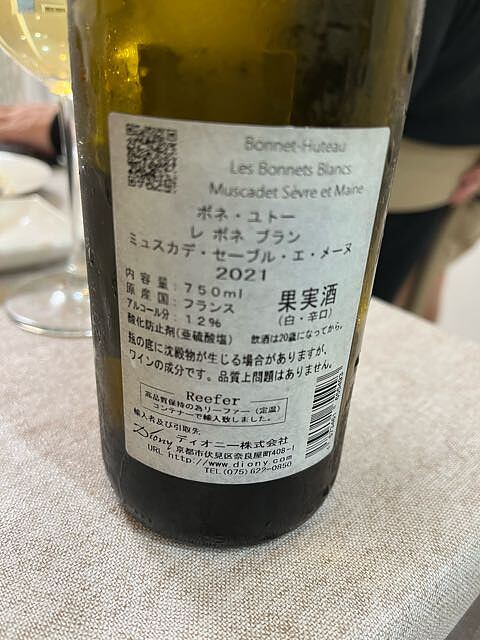 Bonnet-Huteau
Les Bonnets Blancs
Muscadet Sèvre et Maine
ボネ・ユトー
レ ボネ ブラン
ミュスカデ・セーブル・エ・メーヌ
2021
内容量：750ml
原産国：フランス
アルコール分：12%
果実酒
(白・辛口)
酸化防止剤(亜硫酸塩)
飲酒は20歳になってから。
瓶の底に沈殿物が生じる場合がありますが、
ワインの成分です。品質上問題はありません。
Reefer
高品質保持の為リーファー(定温)
コンテナーで輸入致しました。
輸入者及び引取先
Diony ディオニー株式会社
京都市伏見区奈良屋町408-1
URL http://www.diony.com
TEL(075)622-0850